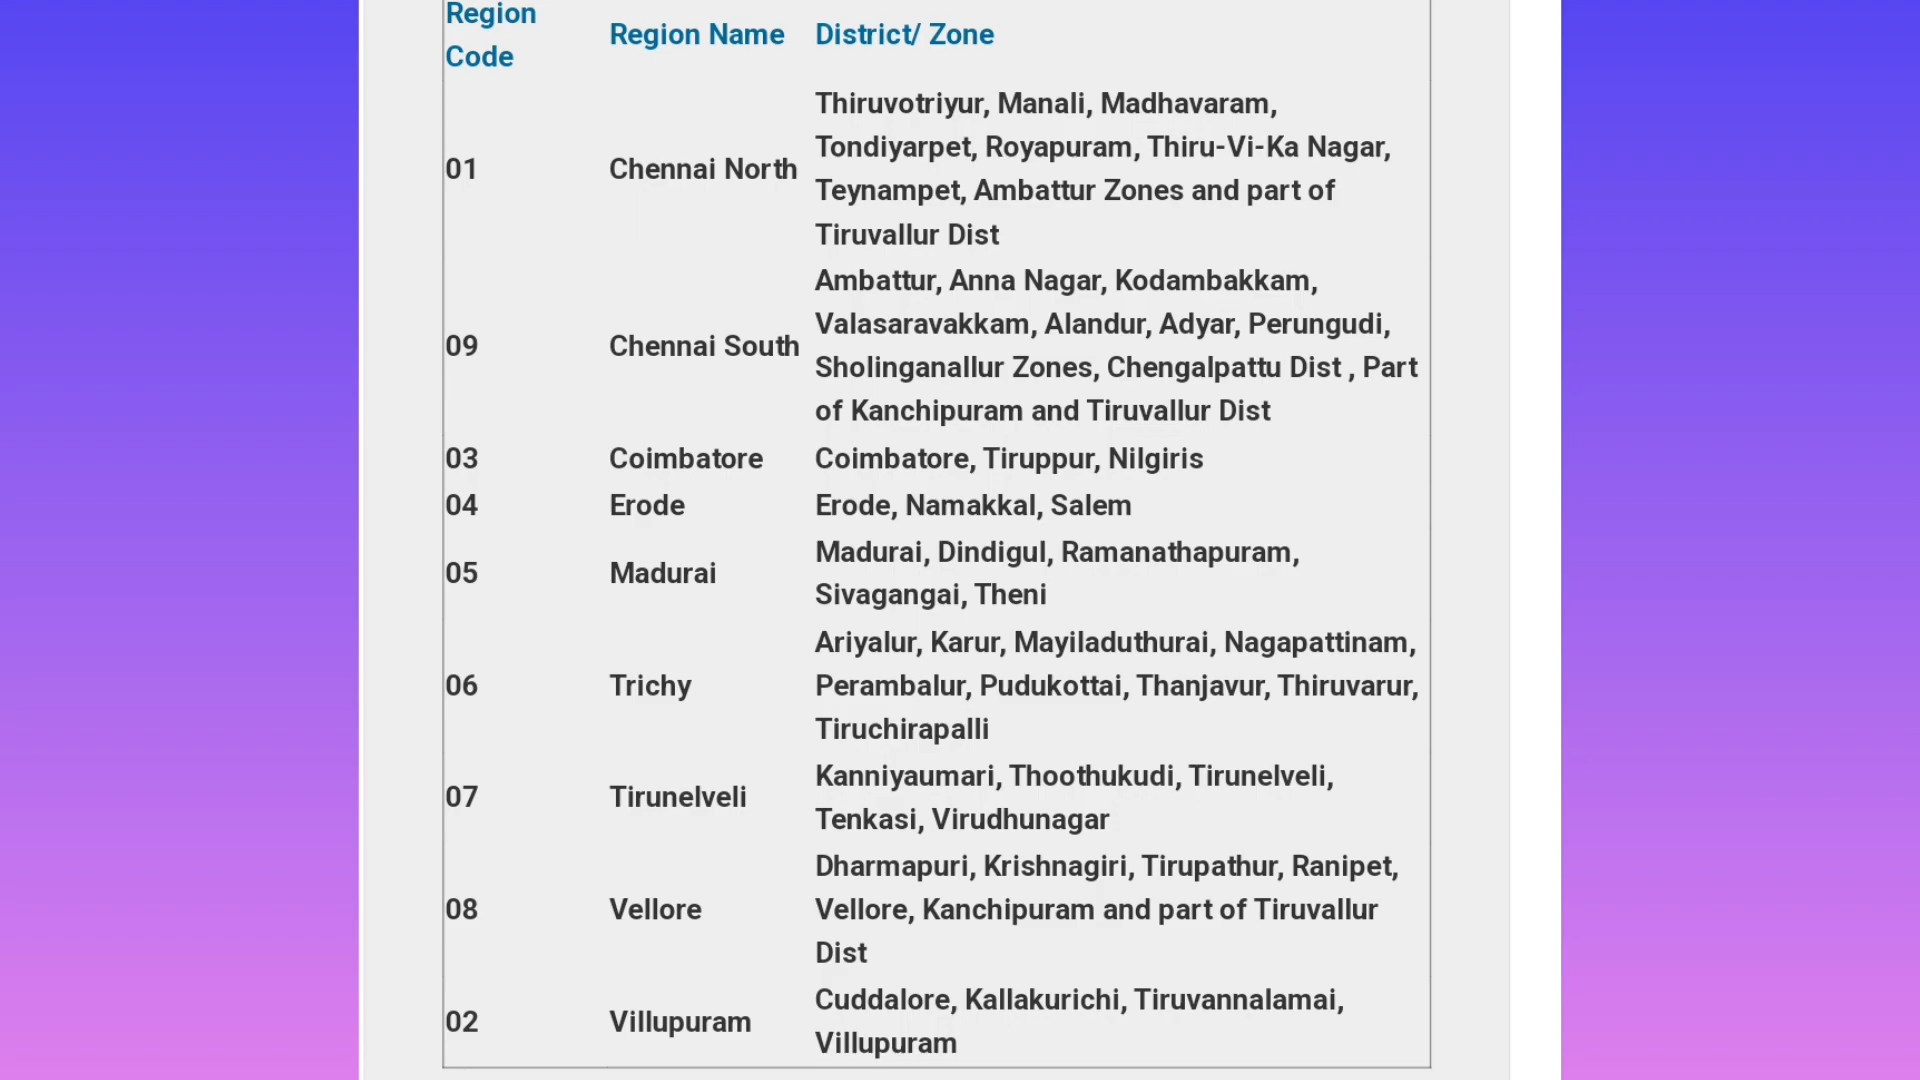 Region
Code
Region Name
District/ Zone
01
Chennai North
Thiruvotriyur, Manali, Madhavaram,
Tondiyarpet, Royapuram, Thiru-Vi-Ka Nagar,
Teynampet, Ambattur Zones and part of
Tiruvallur Dist
09
Chennai South
Ambattur, Anna Nagar, Kodambakkam,
Valasaravakkam, Alandur, Adyar, Perungudi,
Sholinganallur Zones, Chengalpattu Dist , Part
of Kanchipuram and Tiruvallur Dist
03
Coimbatore
Coimbatore, Tiruppur, Nilgiris
04
Erode
Erode, Namakkal, Salem
05
Madurai
Madurai, Dindigul, Ramanathapuram,
Sivagangai, Theni
06
Trichy
Ariyalur, Karur, Mayiladuthurai, Nagapattinam,
Perambalur, Pudukottai, Thanjavur, Thiruvarur,
Tiruchirapalli
07
Tirunelveli
Kanniyaumari, Thoothukudi, Tirunelveli,
Tenkasi, Virudhunagar
08
Vellore
Dharmapuri, Krishnagiri, Tirupathur, Ranipet,
Vellore, Kanchipuram and part of Tiruvallur
Dist
02
Villupuram
Cuddalore, Kallakurichi, Tiruvannalamai,
Villupuram